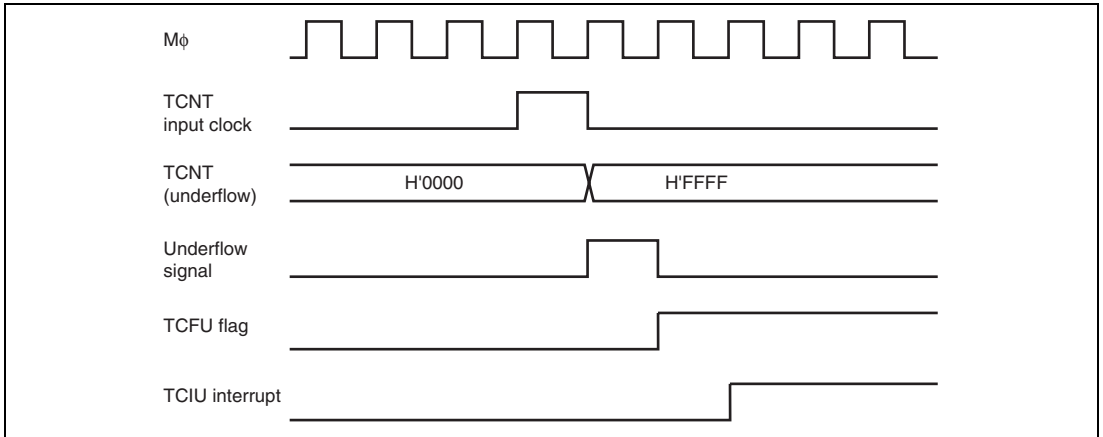 Mϕ
TCNT
input clock
TCNT
(underflow)
H'0000
H'FFFF
Underflow
signal
TCFU flag
TCIU interrupt